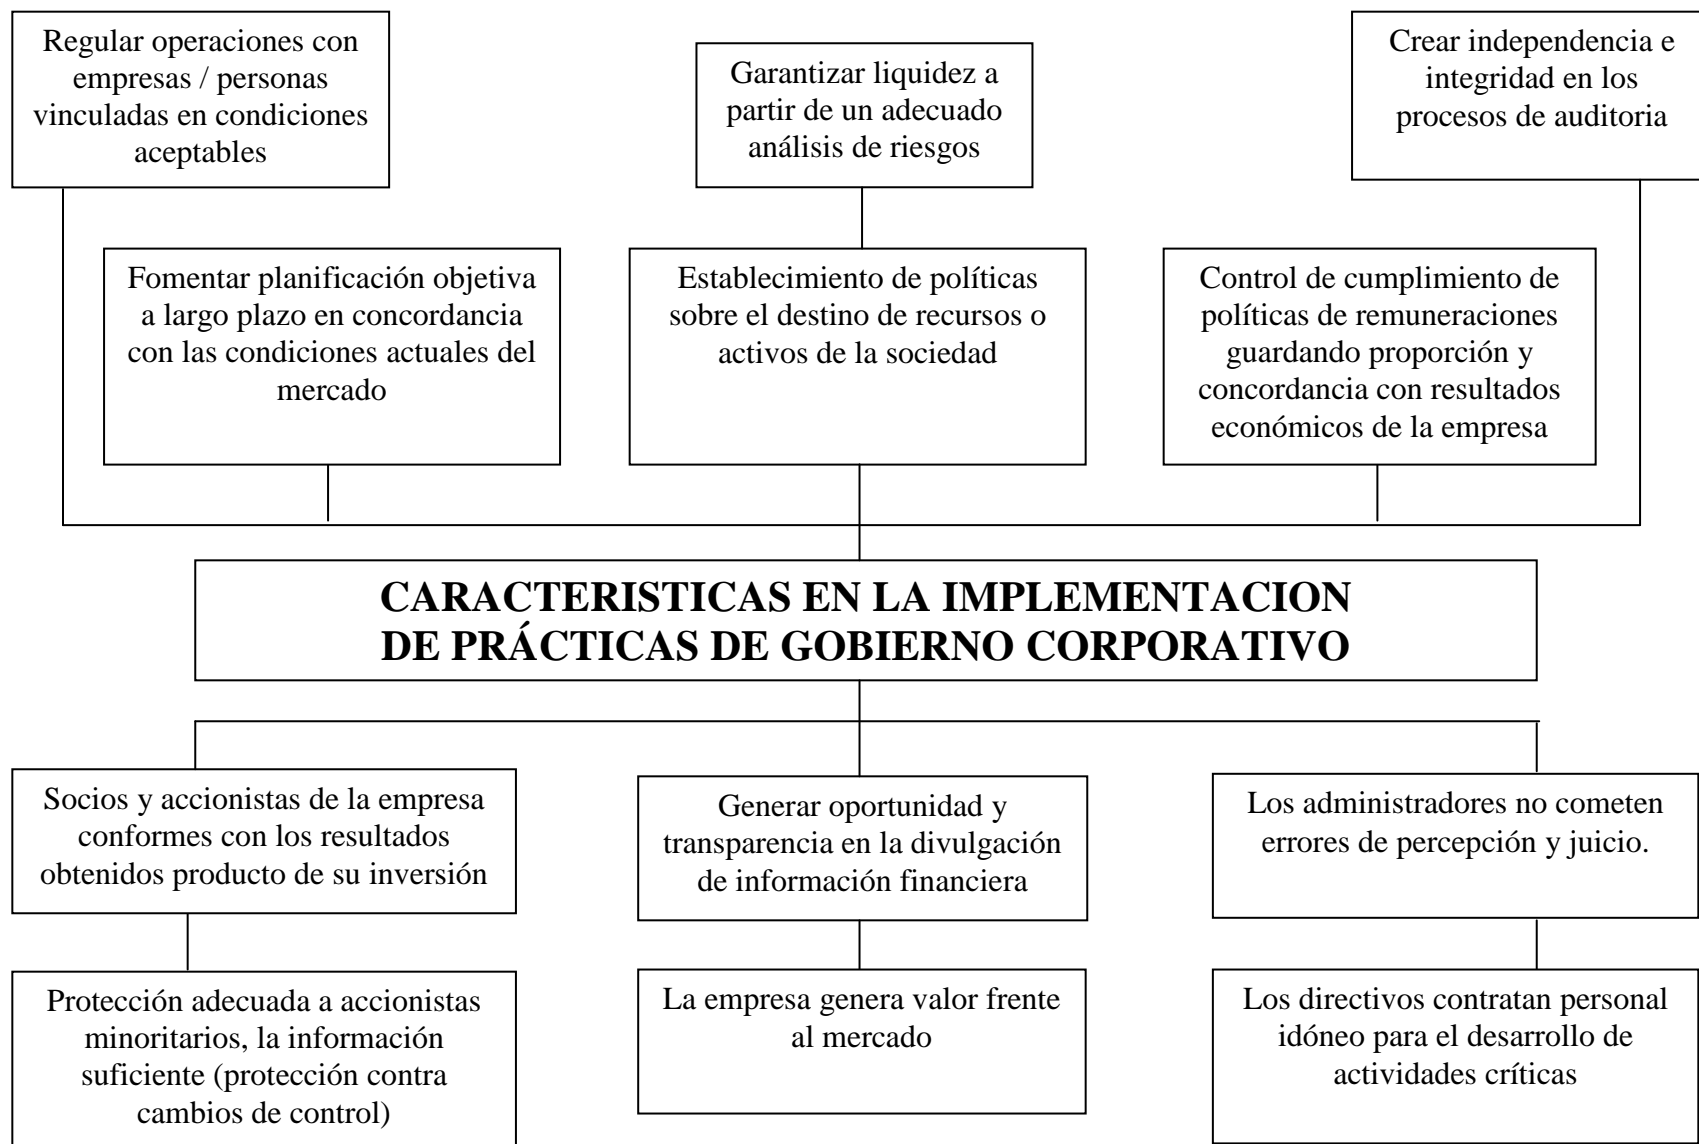 Regular operaciones con
empresas / personas
vinculadas en condiciones
aceptables
Garantizar liquidez a
partir de un adecuado
análisis de riesgos
Crear independencia e
integridad en los
procesos de auditoria
Fomentar planificación objetiva
a largo plazo en concordancia
con las condiciones actuales del
mercado
Establecimiento de políticas
sobre el destino de recursos o
activos de la sociedad
Control de cumplimiento de
políticas de remuneraciones
guardando proporción y
concordancia con resultados
económicos de la empresa
CARACTERISTICAS EN LA IMPLEMENTACION
DE PRÁCTICAS DE GOBIERNO CORPORATIVO
Socios y accionistas de la empresa
conformes con los resultados
obtenidos producto de su inversión
Generar oportunidad y
transparencia en la divulgación
de información financiera
Los administradores no cometen
errores de percepción y juicio.
Protección adecuada a accionistas
minoritarios, la información
suficiente (protección contra
cambios de control)
La empresa genera valor frente
al mercado
Los directivos contratan personal
idóneo para el desarrollo de
actividades críticas